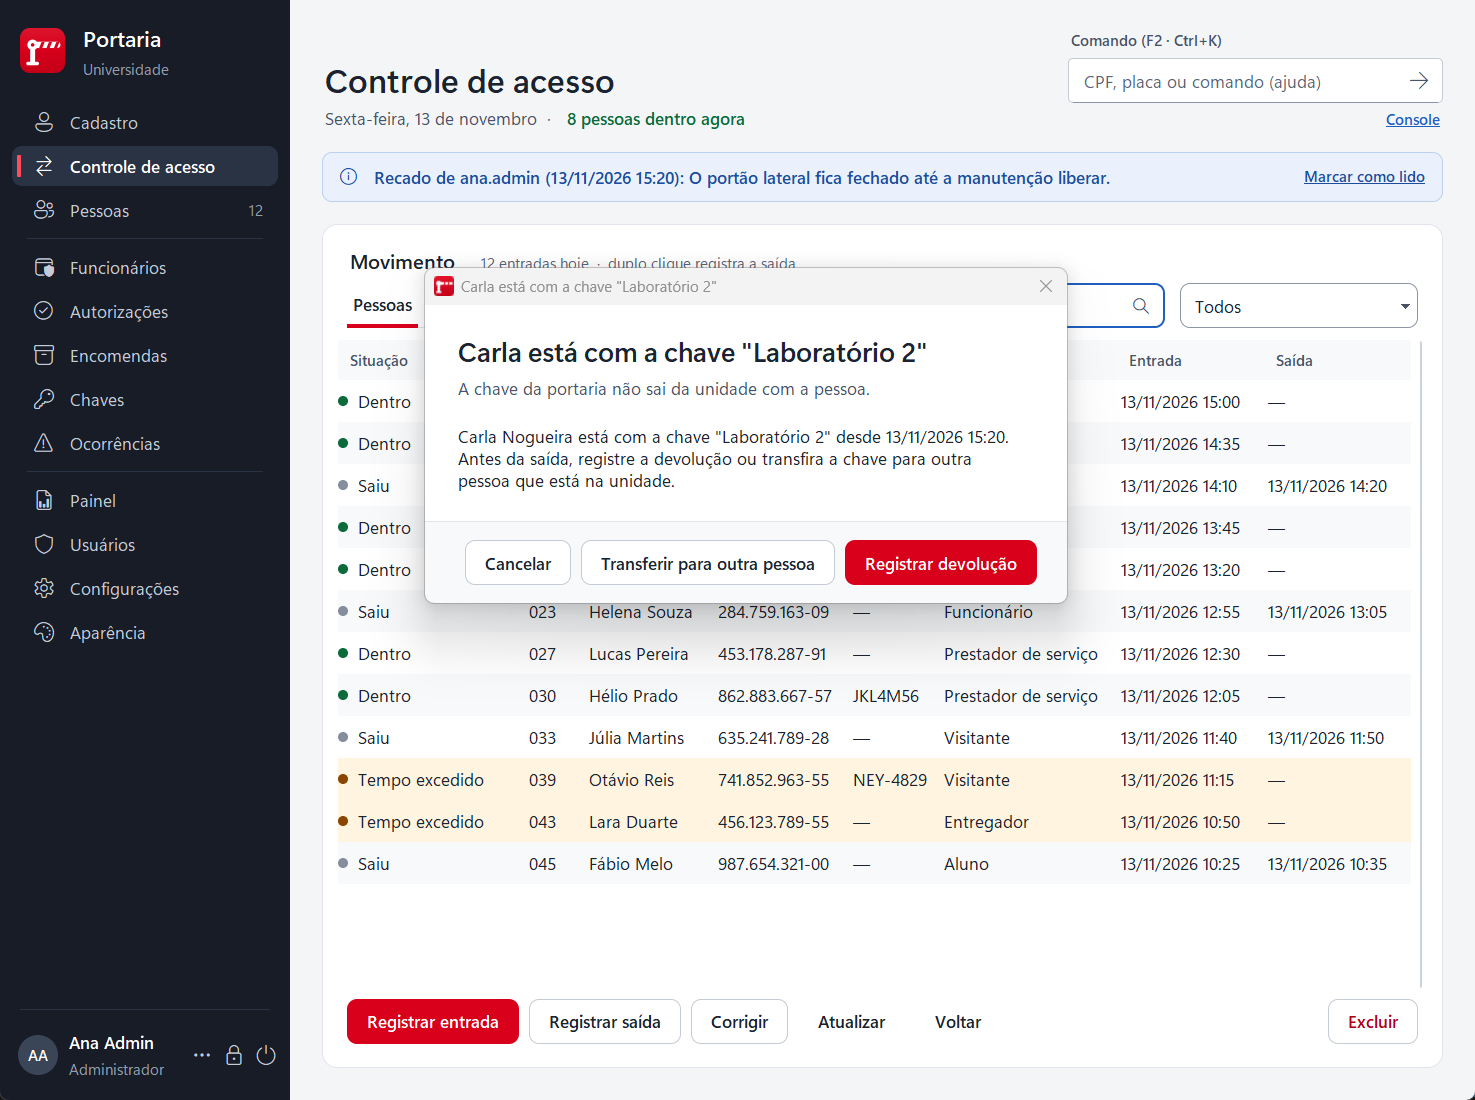 Portaria
Universidade
Cadastro
Controle de acesso
Pessoas 12
Funcionários
Autorizações
Encomendas
Chaves
Ocorrências
Painel
Usuários
Configurações
Aparência
AA
Ana Admin
Administrador
Controle de acesso
Sexta-feira, 13 de novembro · 8 pessoas dentro agora
Comando (F2 · Ctrl+K)
CPF, placa ou comando (ajuda)
Console
Recado de ana.admin (13/11/2026 15:20): O portão lateral fica fechado até a manutenção liberar.
Marcar como lido
Movimento 12 entradas hoje · duplo clique registra a saída
Pessoas
Todos
Carla está com a chave "Laboratório 2"
Carla está com a chave "Laboratório 2"
A chave da portaria não sai da unidade com a pessoa.
Carla Nogueira está com a chave "Laboratório 2" desde 13/11/2026 15:20.
Antes da saída, registre a devolução ou transfira a chave para outra
pessoa que está na unidade.
Cancelar
Transferir para outra pessoa
Registrar devolução
Situação Entrada Saída
Dentro 13/11/2026 15:00 —
Dentro 13/11/2026 14:35 —
Saiu 13/11/2026 14:10 13/11/2026 14:20
Dentro 13/11/2026 13:45 —
Dentro 13/11/2026 13:20 —
Saiu 023 Helena Souza 284.759.163-09 — Funcionário 13/11/2026 12:55 13/11/2026 13:05
Dentro 027 Lucas Pereira 453.178.287-91 — Prestador de serviço 13/11/2026 12:30 —
Dentro 030 Hélio Prado 862.883.667-57 JKL4M56 Prestador de serviço 13/11/2026 12:05 —
Saiu 033 Júlia Martins 635.241.789-28 — Visitante 13/11/2026 11:40 13/11/2026 11:50
Tempo excedido 039 Otávio Reis 741.852.963-55 NEY-4829 Visitante 13/11/2026 11:15 —
Tempo excedido 043 Lara Duarte 456.123.789-55 — Entregador 13/11/2026 10:50 —
Saiu 045 Fábio Melo 987.654.321-00 — Aluno 13/11/2026 10:25 13/11/2026 10:35
Registrar entrada
Registrar saída
Corrigir
Atualizar
Voltar
Excluir